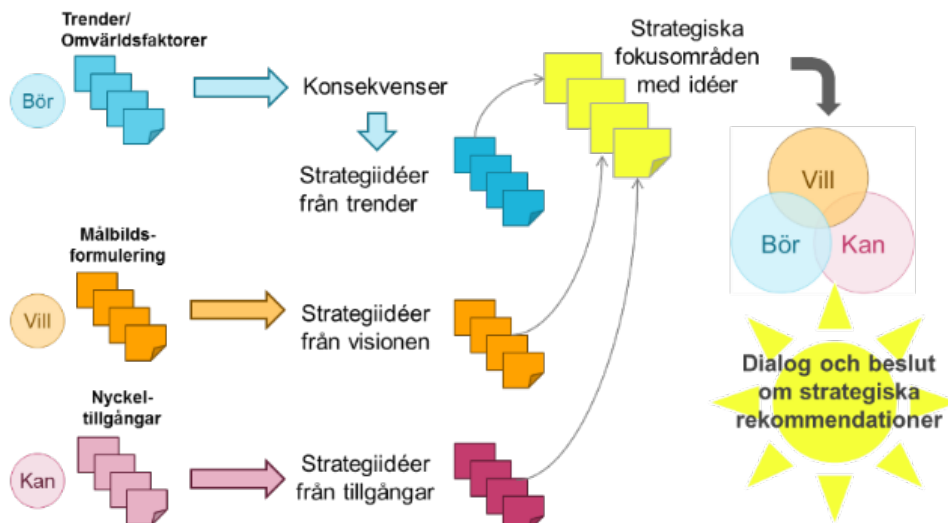 Trender/
Omvärldsfaktorer
Bör
Konsekvenser
Strategiidéer
från trender
Strategiska
fokusområden
med idéer
Vill
Bör
Kan
Målbilds-
formulering
Vill
Strategiidéer
från visionen
Dialog och beslut
om strategiska
rekommendationer
Nyckel-
tillgångar
Kan
Strategiidéer
från tillgångar